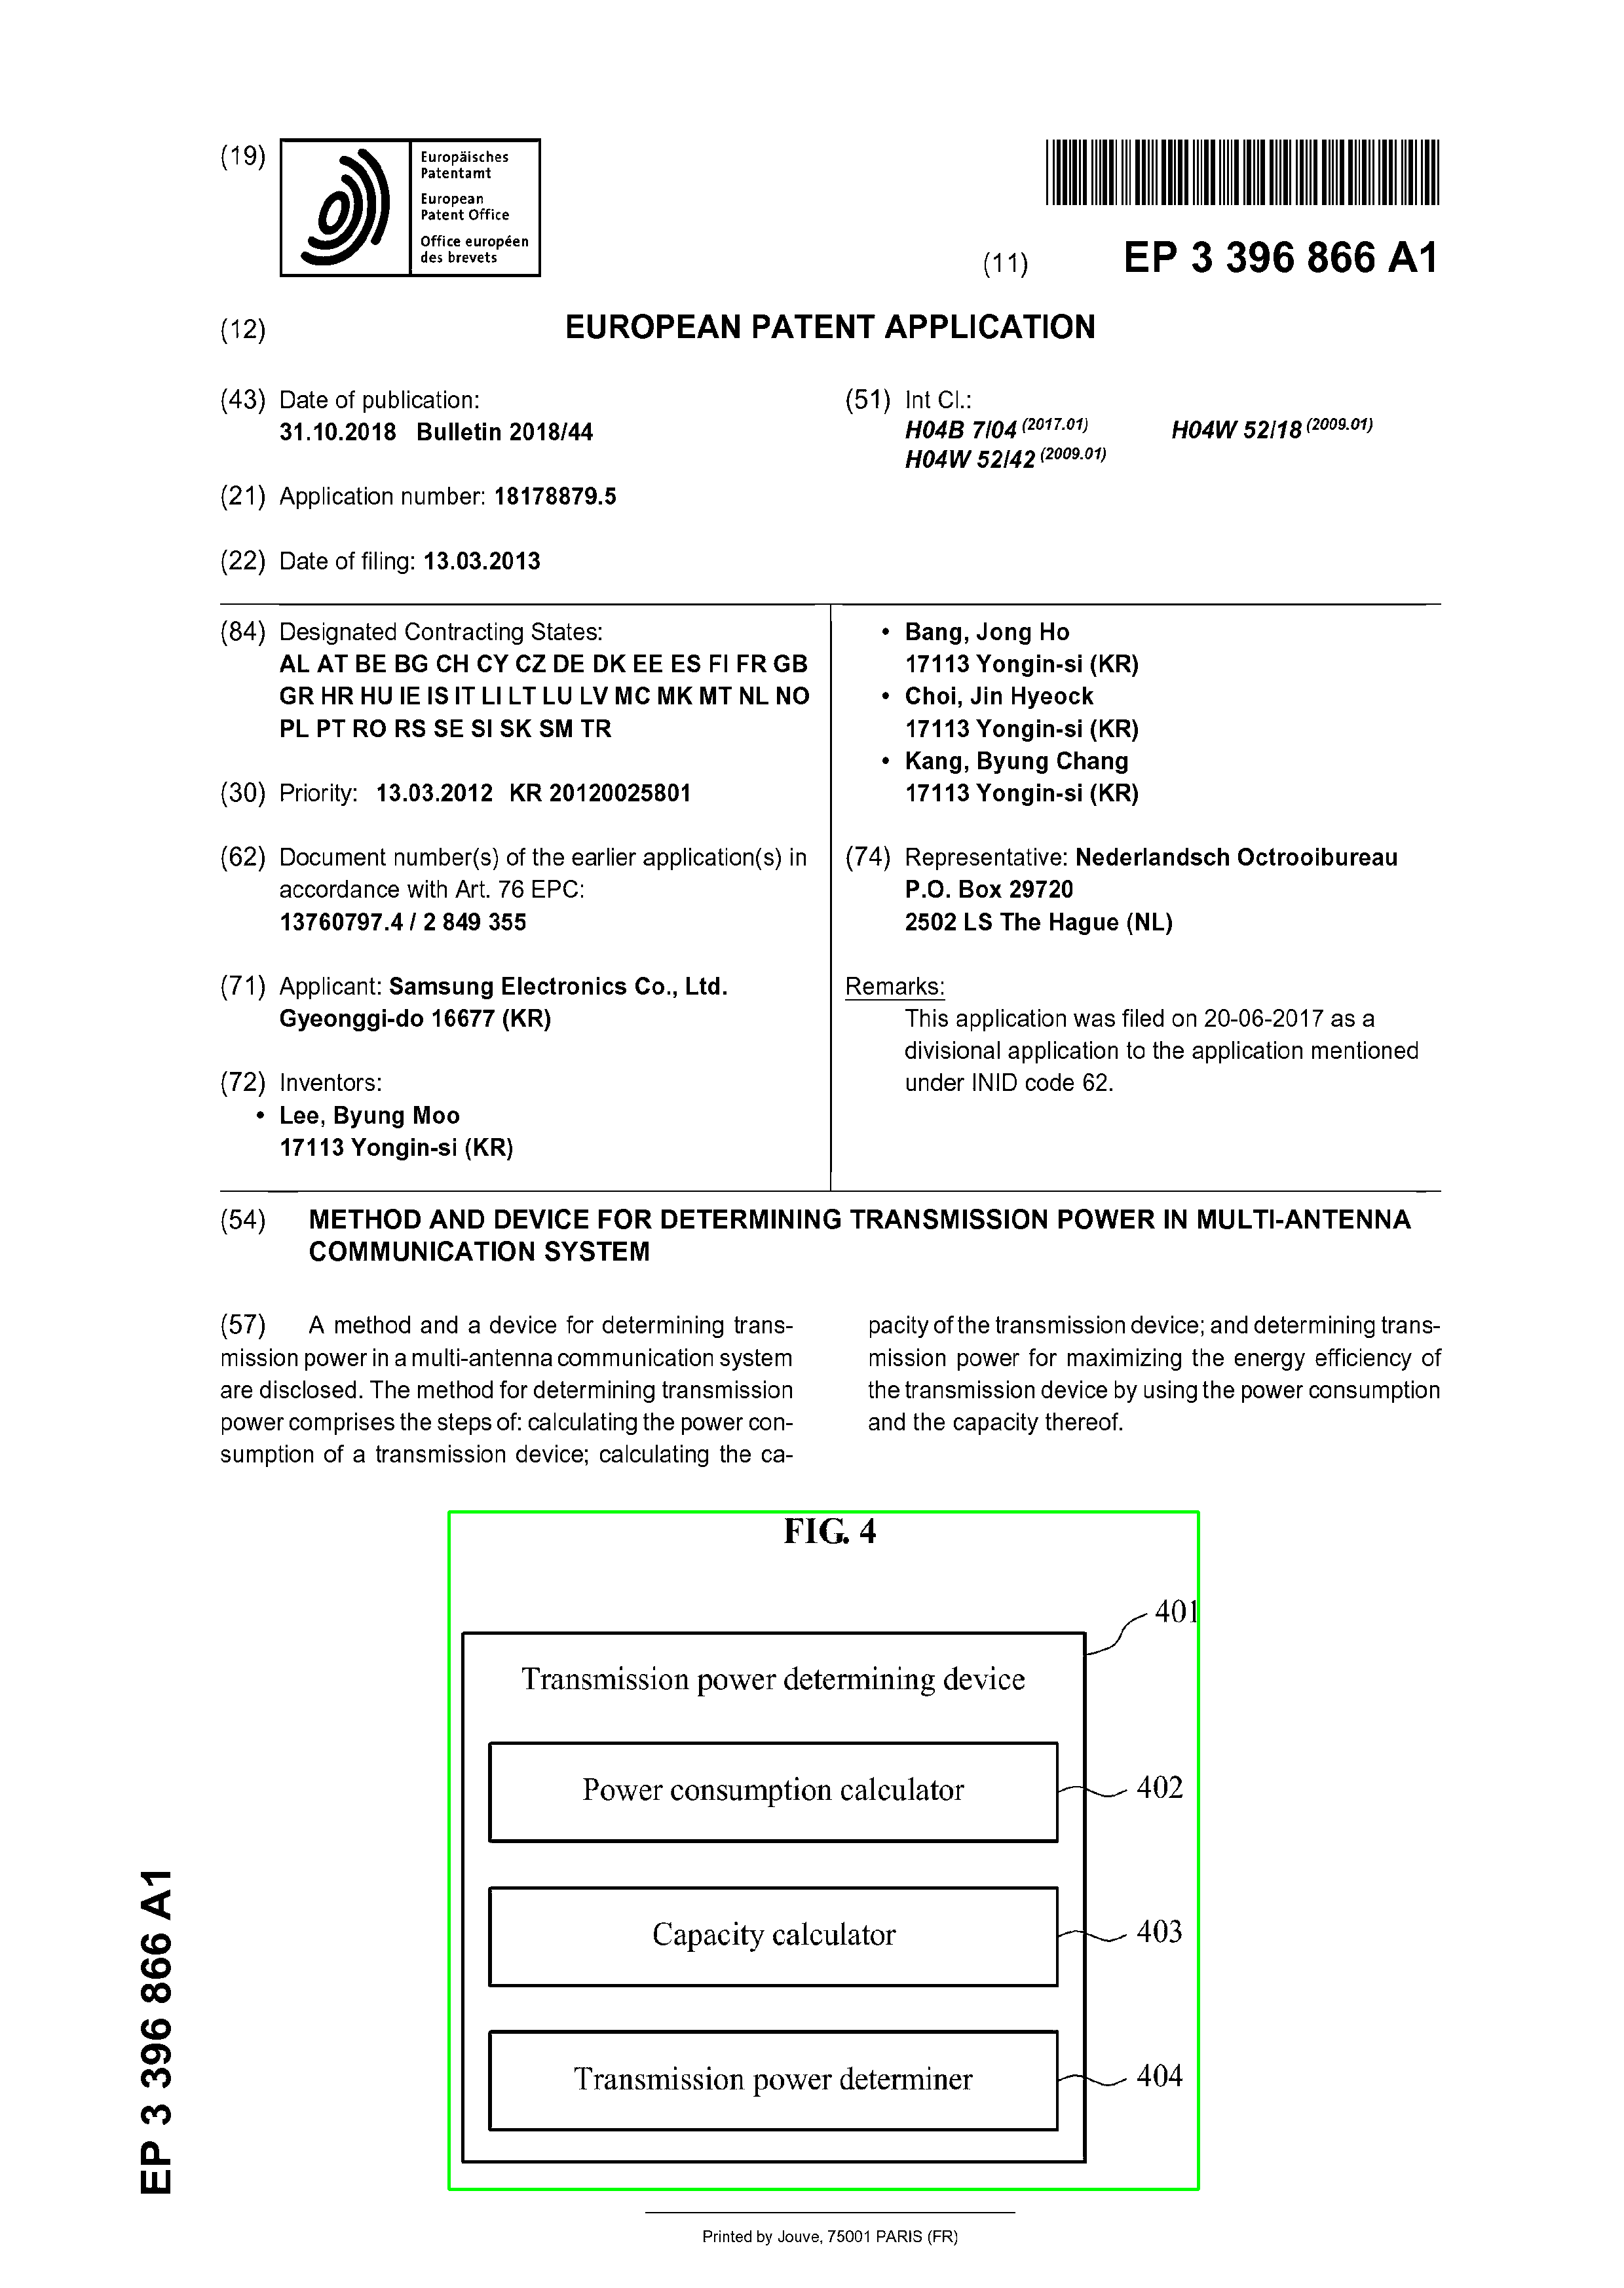 (19)
Europäisches
Patentamt
European
Patent Office
Office européen
des brevets
(11) EP 3 396 866 A1
(12) EUROPEAN PATENT APPLICATION
(43) Date of publication:
31.10.2018 Bulletin 2018/44
(21) Application number: 18178879.5
(22) Date of filing: 13.03.2013
(51) Int Cl.:
H04B 7/04 (2017.01) H04W 52/18 (2009.01)
H04W 52/42 (2009.01)
(84) Designated Contracting States:
AL AT BE BG CH CY CZ DE DK EE ES FI FR GB
GR HR HU IE IS IT LI LT LU LV MC MK MT NL NO
PL PT RO RS SE SI SK SM TR
(30) Priority: 13.03.2012 KR 20120025801
(62) Document number(s) of the earlier application(s) in
accordance with Art. 76 EPC:
13760797.4 / 2 849 355
(71) Applicant: Samsung Electronics Co., Ltd.
Gyeonggi-do 16677 (KR)
(72) Inventors:
• Lee, Byung Moo
17113 Yongin-si (KR)
• Bang, Jong Ho
17113 Yongin-si (KR)
• Choi, Jin Hyeock
17113 Yongin-si (KR)
• Kang, Byung Chang
17113 Yongin-si (KR)
(74) Representative: Nederlandsch Octrooibureau
P.O. Box 29720
2502 LS The Hague (NL)
Remarks:
This application was filed on 20-06-2017 as a
divisional application to the application mentioned
under INID code 62.
(54) METHOD AND DEVICE FOR DETERMINING TRANSMISSION POWER IN MULTI-ANTENNA
COMMUNICATION SYSTEM
(57) A method and a device for determining trans-
mission power in a multi-antenna communication system
are disclosed. The method for determining transmission
power comprises the steps of: calculating the power con-
sumption of a transmission device; calculating the ca-
pacity of the transmission device; and determining trans-
mission power for maximizing the energy efficiency of
the transmission device by using the power consumption
and the capacity thereof.
FIG. 4
401
Transmission power determining device
Power consumption calculator 402
Capacity calculator 403
Transmission power determiner 404
EP 3 396 866 A1
Printed by Jouve, 75001 PARIS (FR)